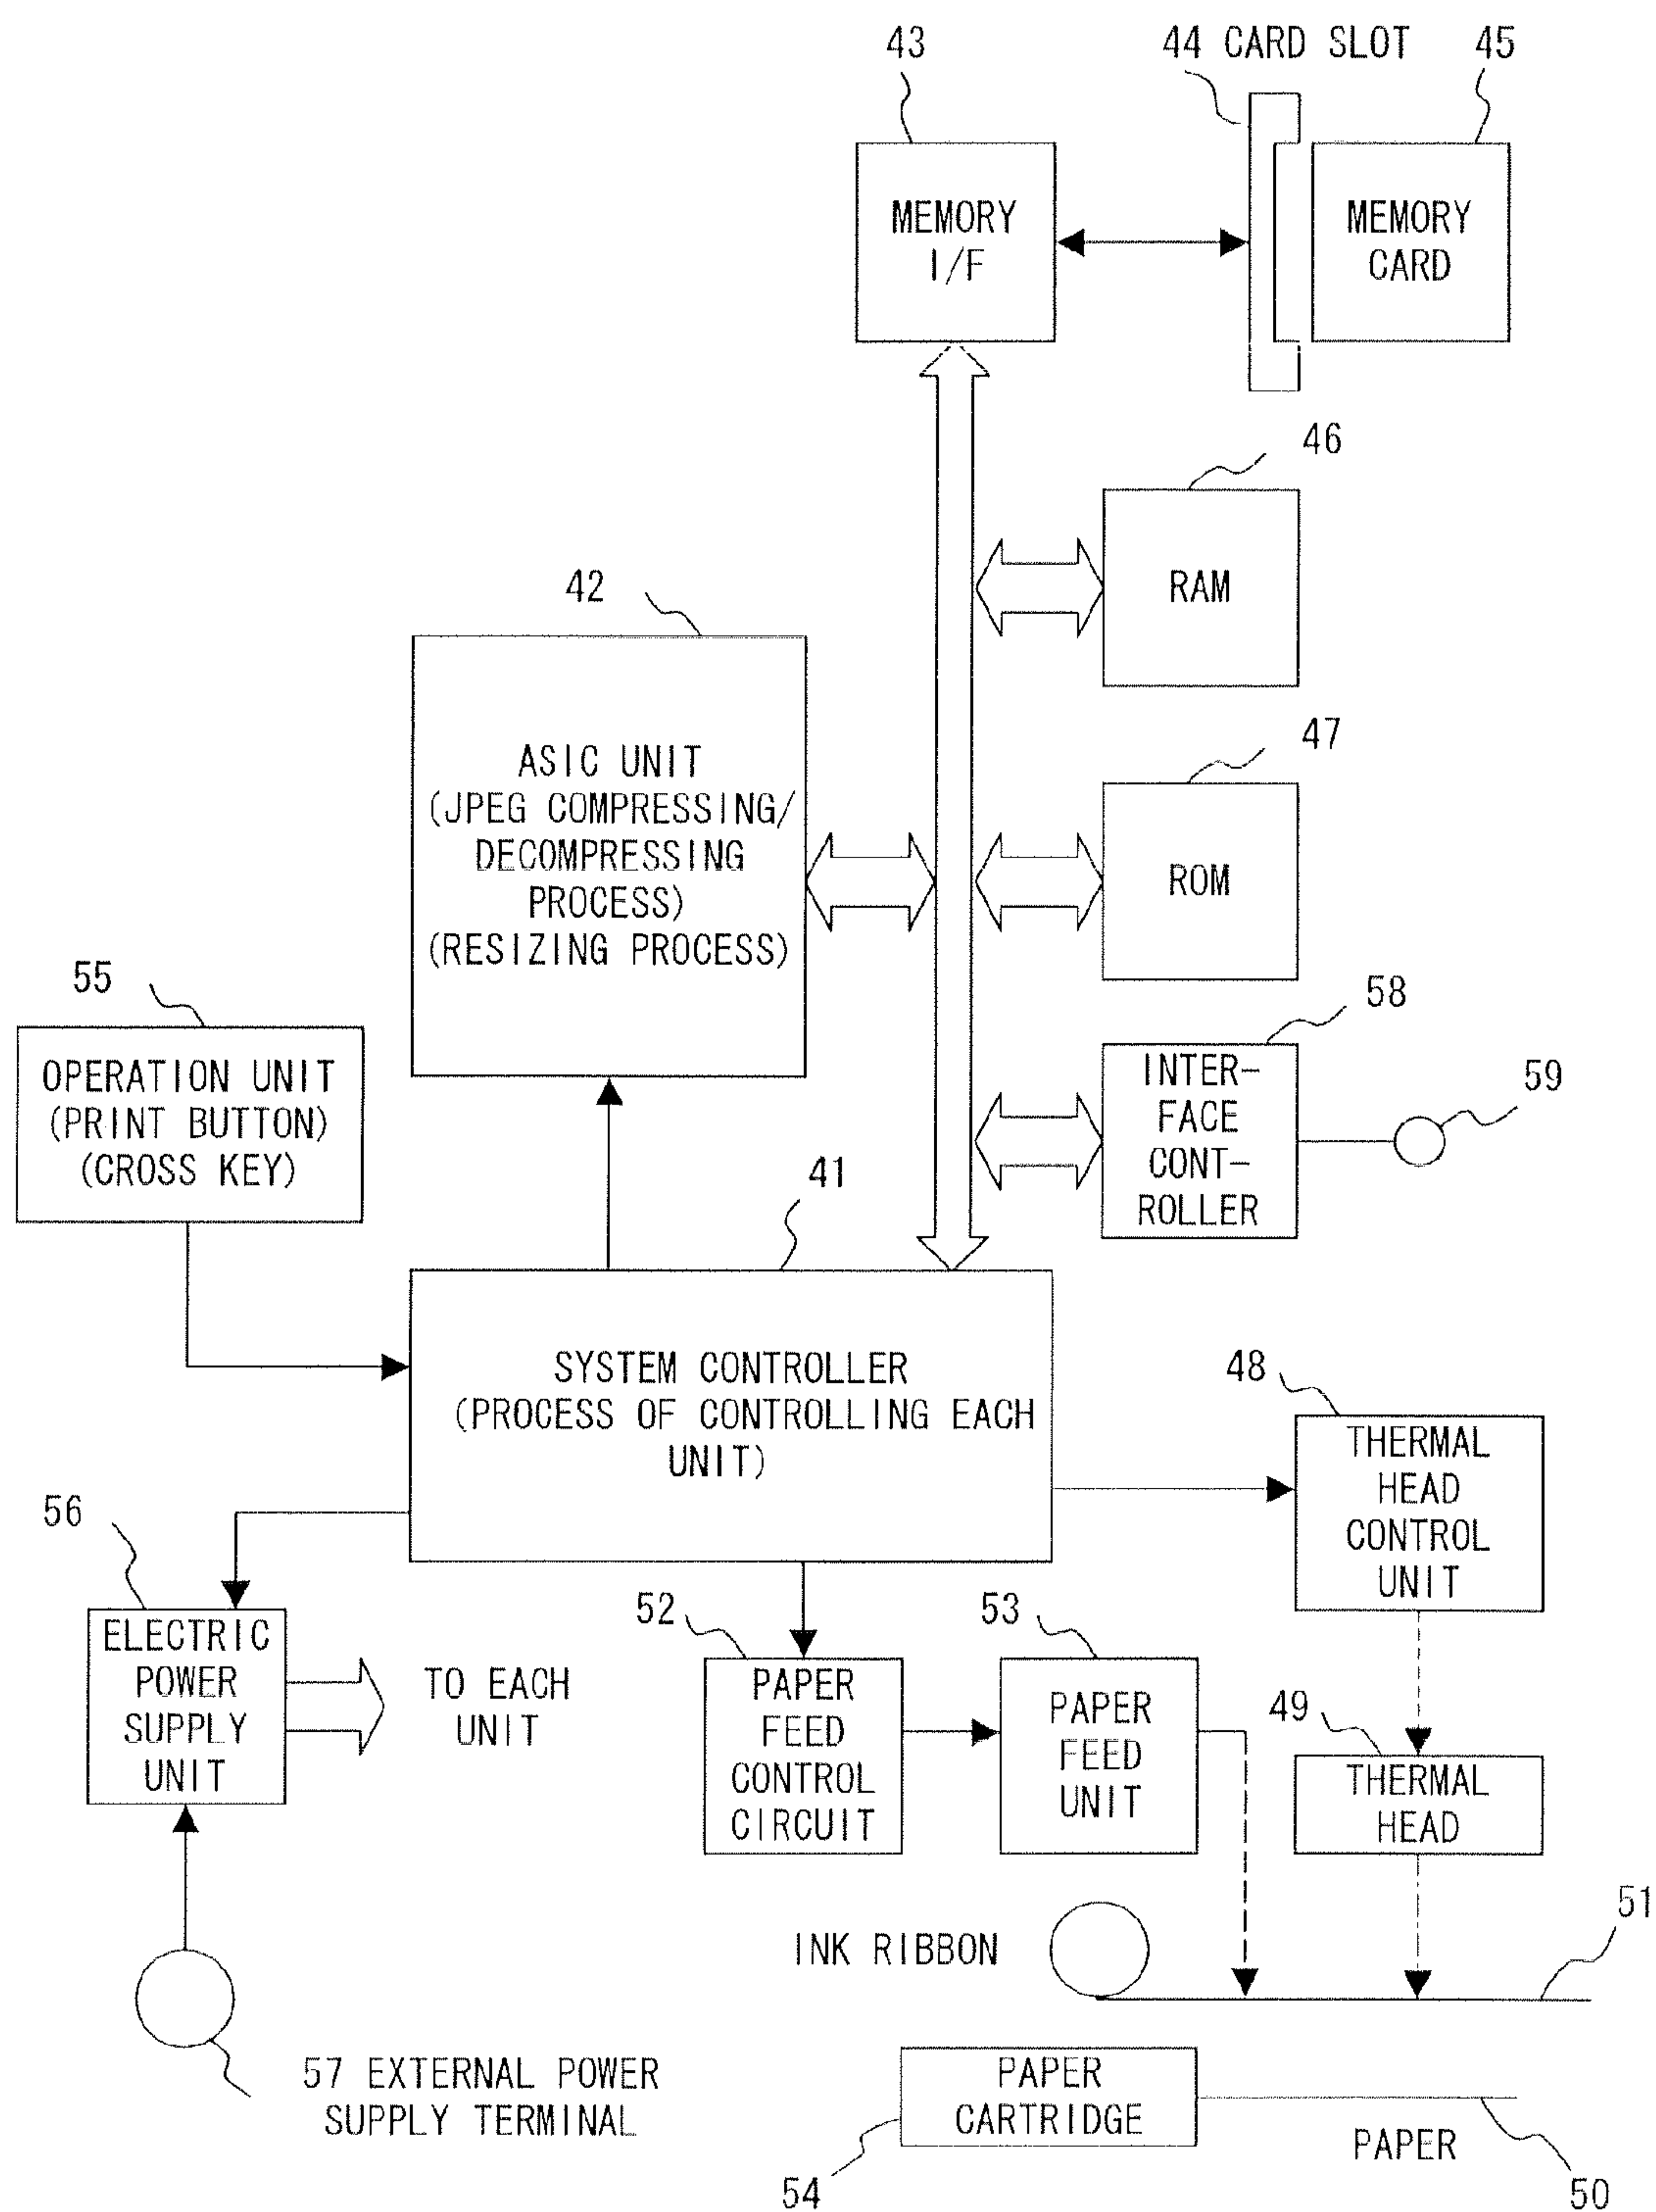 43
44 CARD SLOT
45
MEMORY
I/F
MEMORY
CARD
46
RAM
42
ASIC UNIT
(JPEG COMPRESSING/
DECOMPRESSING
PROCESS)
(RESIZING PROCESS)
47
ROM
55
OPERATION UNIT
(PRINT BUTTON)
(CROSS KEY)
58
INTER-
FACE
CONT-
ROLLER
59
41
SYSTEM CONTROLLER
(PROCESS OF CONTROLLING EACH
UNIT)
48
THERMAL
HEAD
CONTROL
UNIT
56
ELECTRIC
POWER
SUPPLY
UNIT
TO EACH
UNIT
52
PAPER
FEED
CONTROL
CIRCUIT
53
PAPER
FEED
UNIT
49
THERMAL
HEAD
INK RIBBON
51
57 EXTERNAL POWER
SUPPLY TERMINAL
PAPER
CARTRIDGE
54
PAPER
50